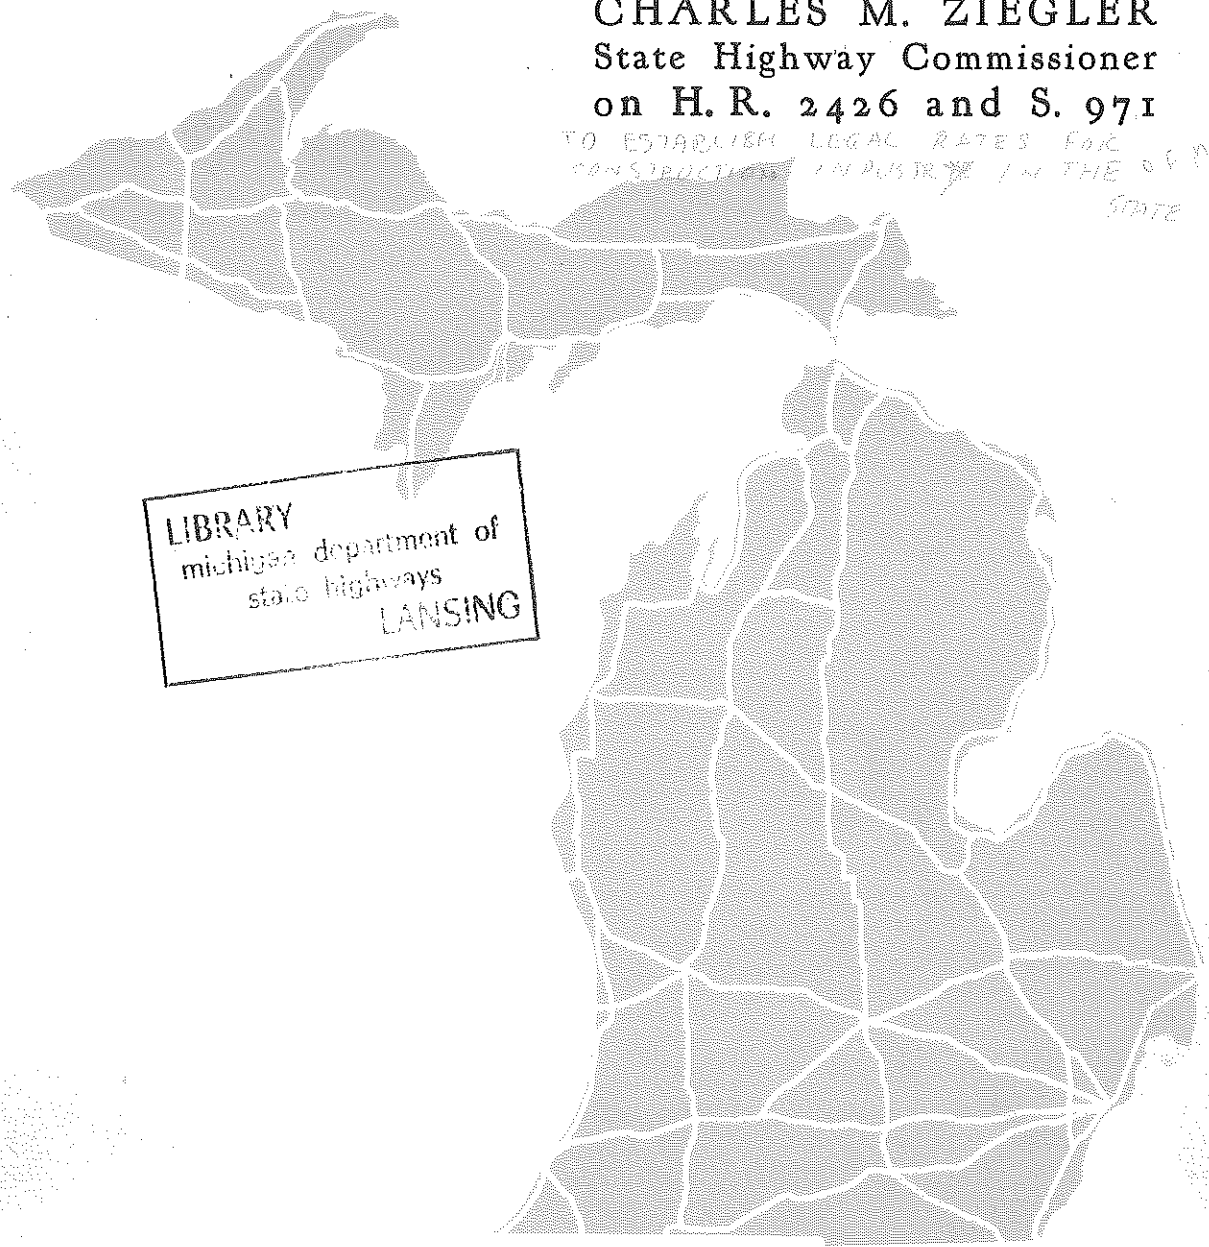 CHARLES M. ZIEGLER
State Highway Commissioner
on H. R. 2426 and S. 971
TO ESTABLISH LEGAL RATES FOR
CONSTRUCTION INDUSTRY IN THE
STATE
LIBRARY
michigan department of
state highways
LANSING